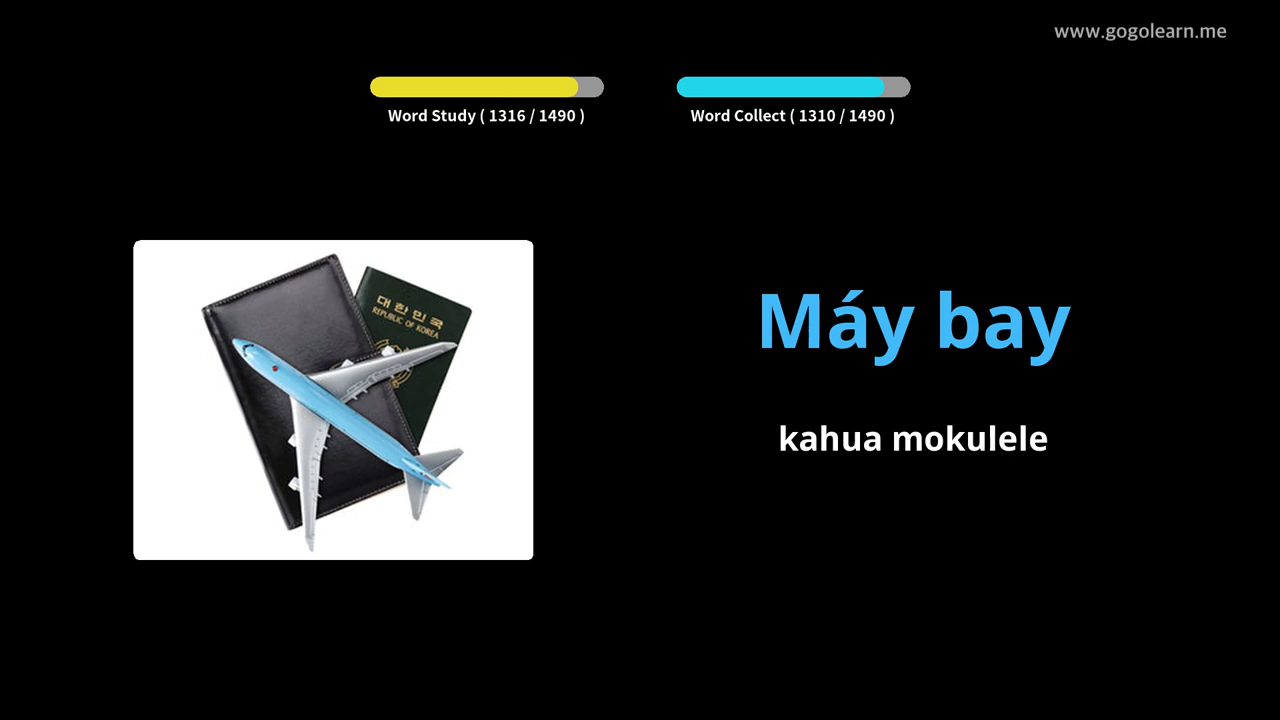 www.gogolearn.me
Word Study ( 1316 / 1490 )
Word Collect ( 1310 / 1490 )
대한민국
REPUBLIC OF KOREA
Máy bay
kahua mokulele